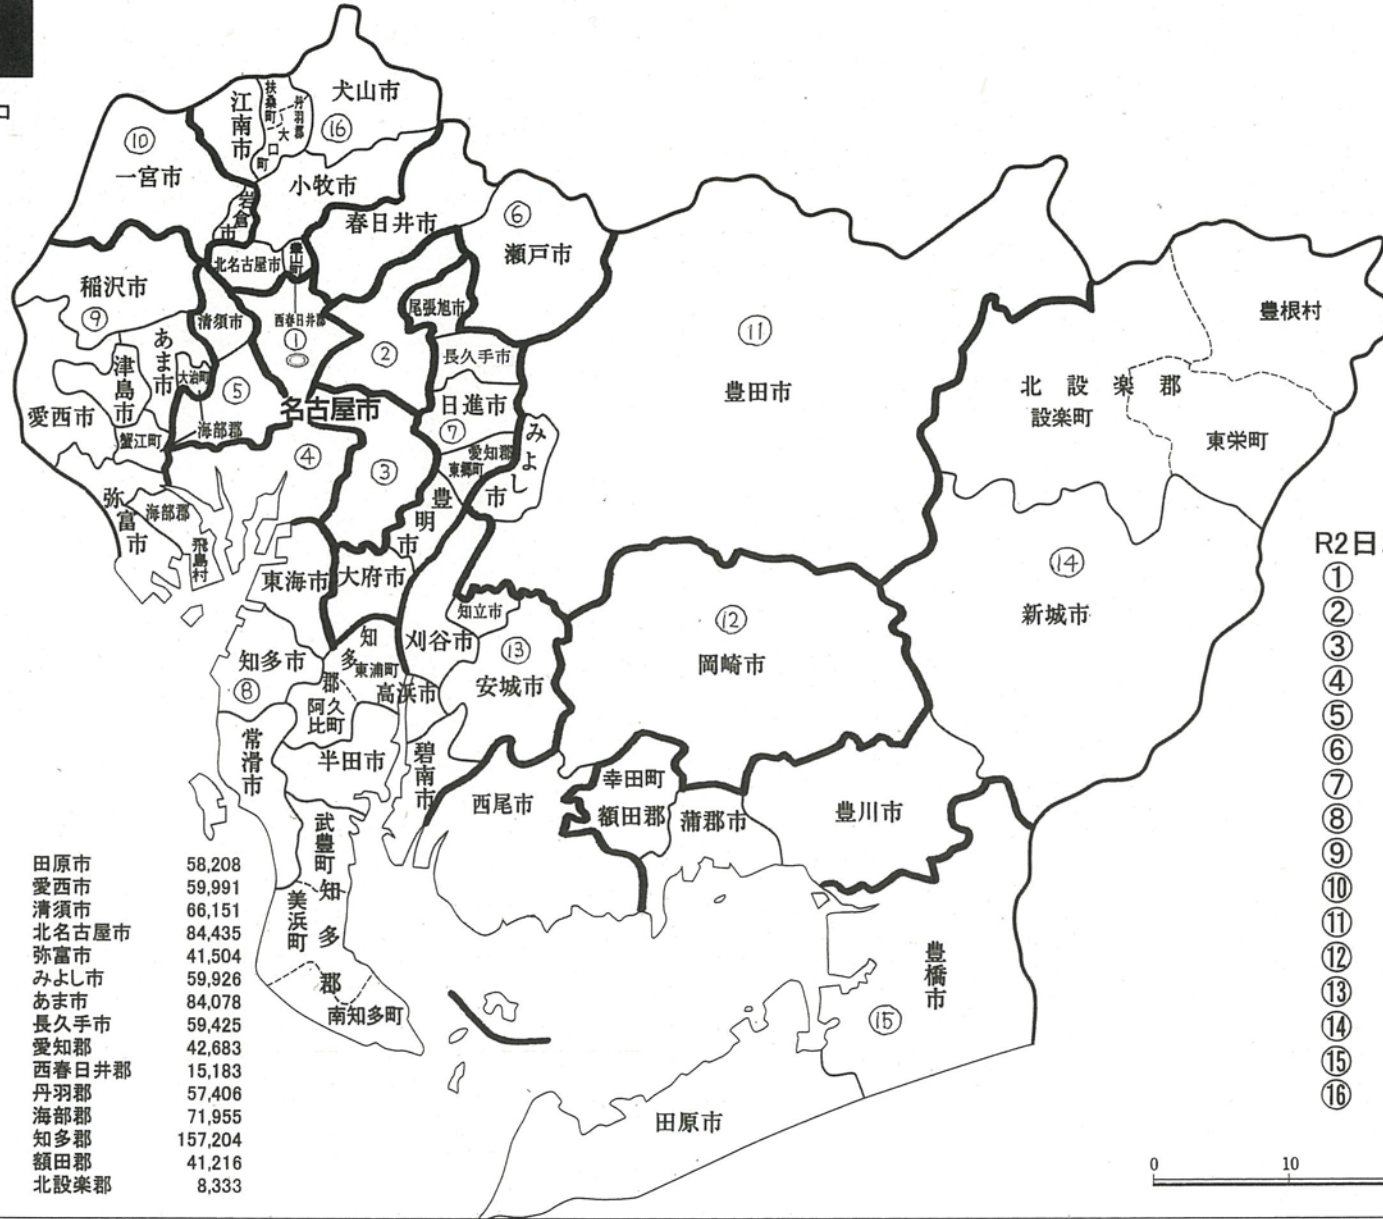 口
犬山市
⑯
扶桑町
丹羽郡
大口町
江南市
⑩
一宮市
小牧市
岩倉市
春日井市
⑥
瀬戸市
北名古屋市
豊山町
稲沢市
⑨
清須市
西春日井郡
①
尾張旭市
②
長久手市
⑪
豊田市
豊根村
北設楽郡
設楽町
東栄町
あま市
津島市
大治町
⑤
海部郡
名古屋市
愛西市
蟹江町
日進市
⑦
愛知郡
東郷町
みよし市
④
③
豊明市
弥富市
海部郡
飛島村
東海市
大府市
知立市
刈谷市
⑬
安城市
⑫
岡崎市
⑭
新城市
知多市
⑧
知多郡
東浦町
高浜市
阿久比町
半田市
常滑市
碧南市
西尾市
幸田町
額田郡
蒲郡市
豊川市
武豊町
知多郡
美浜町
南知多町
豊橋市
⑮
田原市
田原市 58,208
愛西市 59,991
清須市 66,151
北名古屋市 84,435
弥富市 41,504
みよし市 59,926
あま市 84,078
長久手市 59,425
愛知郡 42,683
西春日井郡 15,183
丹羽郡 57,406
海部郡 71,955
知多郡 157,204
額田郡 41,216
北設楽郡 8,333
R2日
①
②
③
④
⑤
⑥
⑦
⑧
⑨
⑩
⑪
⑫
⑬
⑭
⑮
⑯
0 10